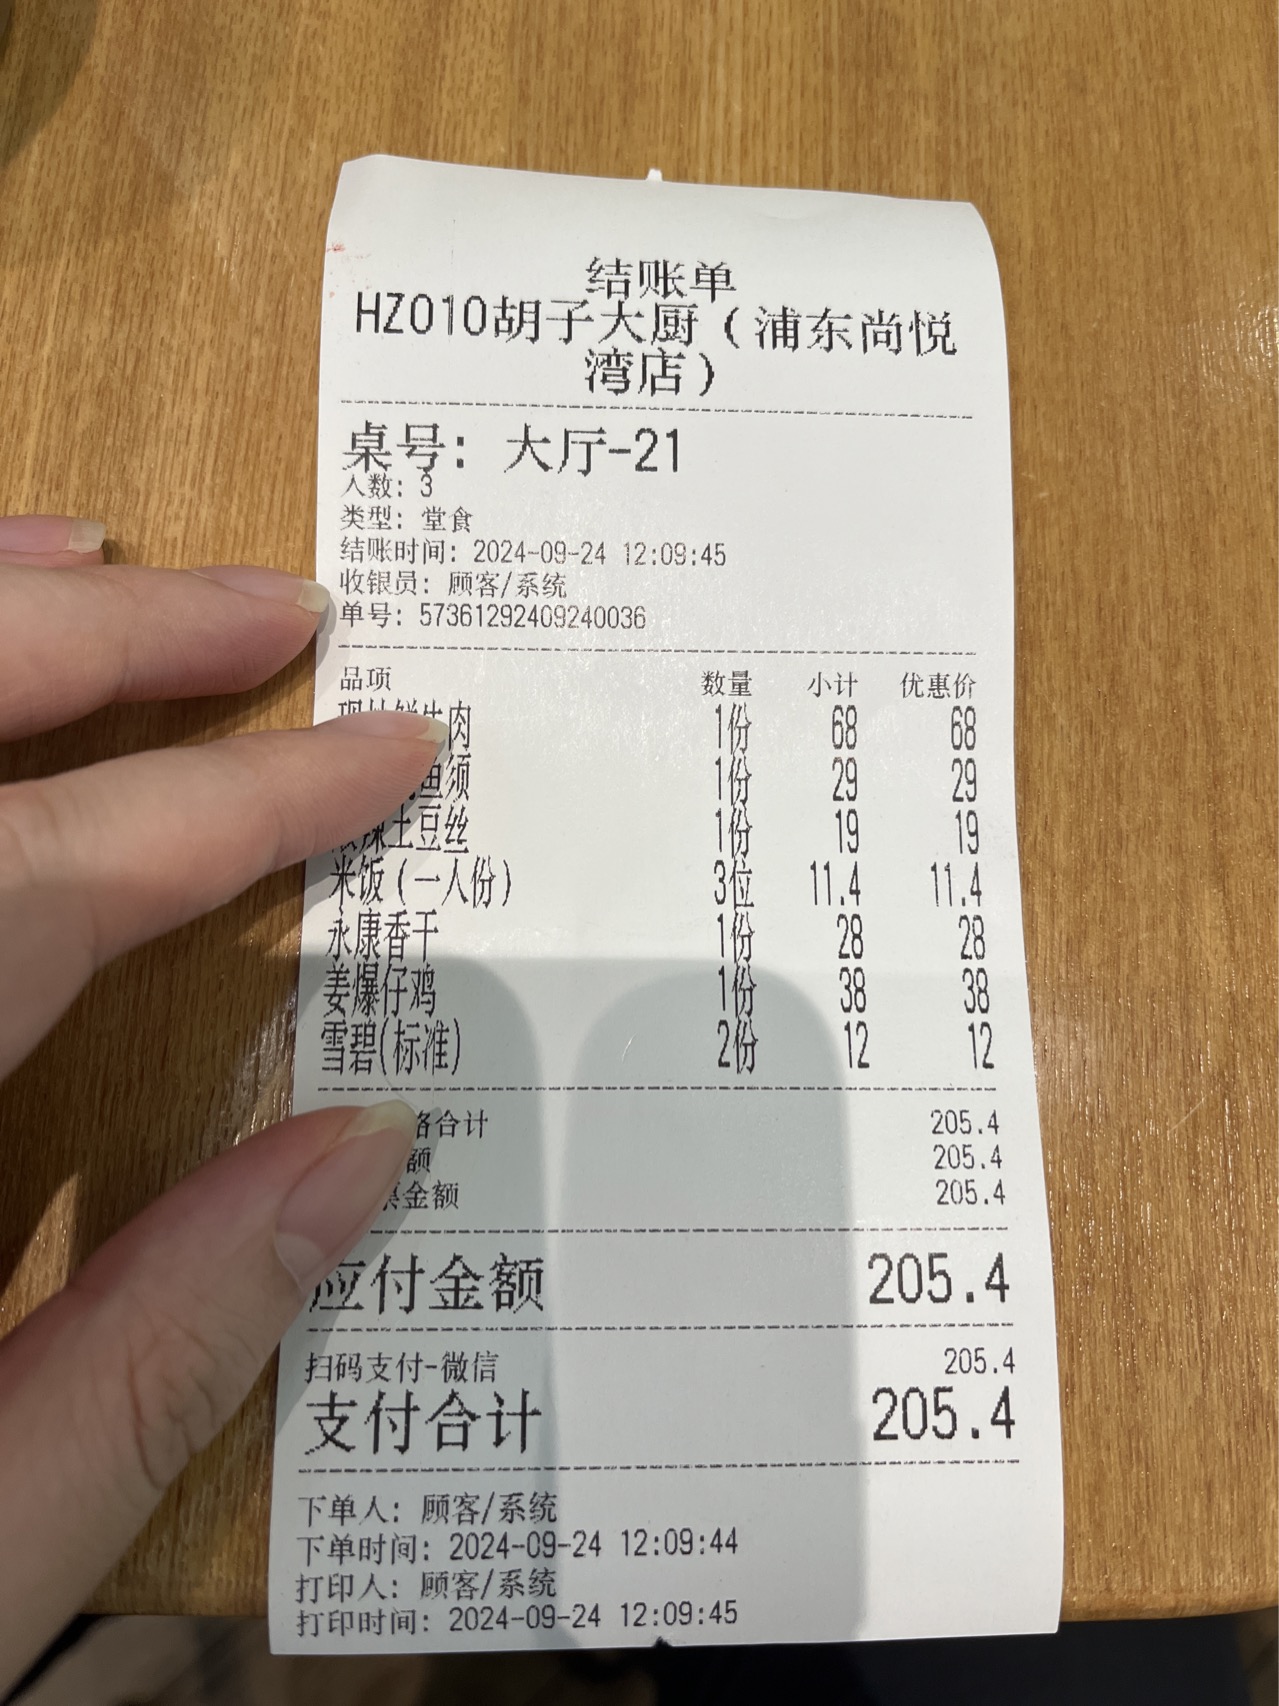 结账单
HZ010胡子大厨(浦东尚悦
湾店)
桌号: 大厅-21
人数: 3
类型: 堂食
结账时间: 2024-09-24 12:09:45
收银员: 顾客/系统
单号: 57361292409240036
品项 数量 小计 优惠价
肉 1份 68 68
鱼须 1份 29 29
辣土豆丝 1份 19 19
米饭(一人份) 3位 11.4 11.4
永康香干 1份 28 28
姜爆仔鸡 1份 38 38
雪碧(标准) 2份 12 12
合计 205.4
额 205.4
金额 205.4
应付金额 205.4
扫码支付-微信 205.4
支付合计 205.4
下单人: 顾客/系统
下单时间: 2024-09-24 12:09:44
打印人: 顾客/系统
打印时间: 2024-09-24 12:09:45